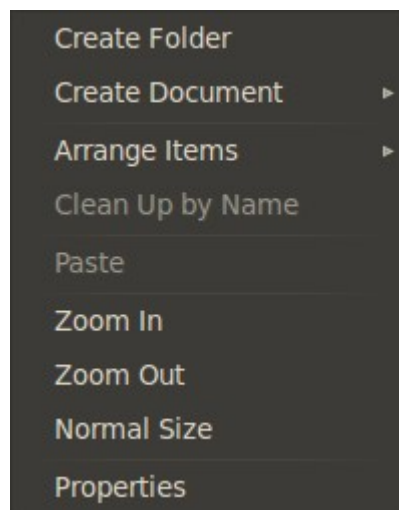 Create Folder
Create Document
Arrange Items
Clean Up by Name
Paste
Zoom In
Zoom Out
Normal Size
Properties